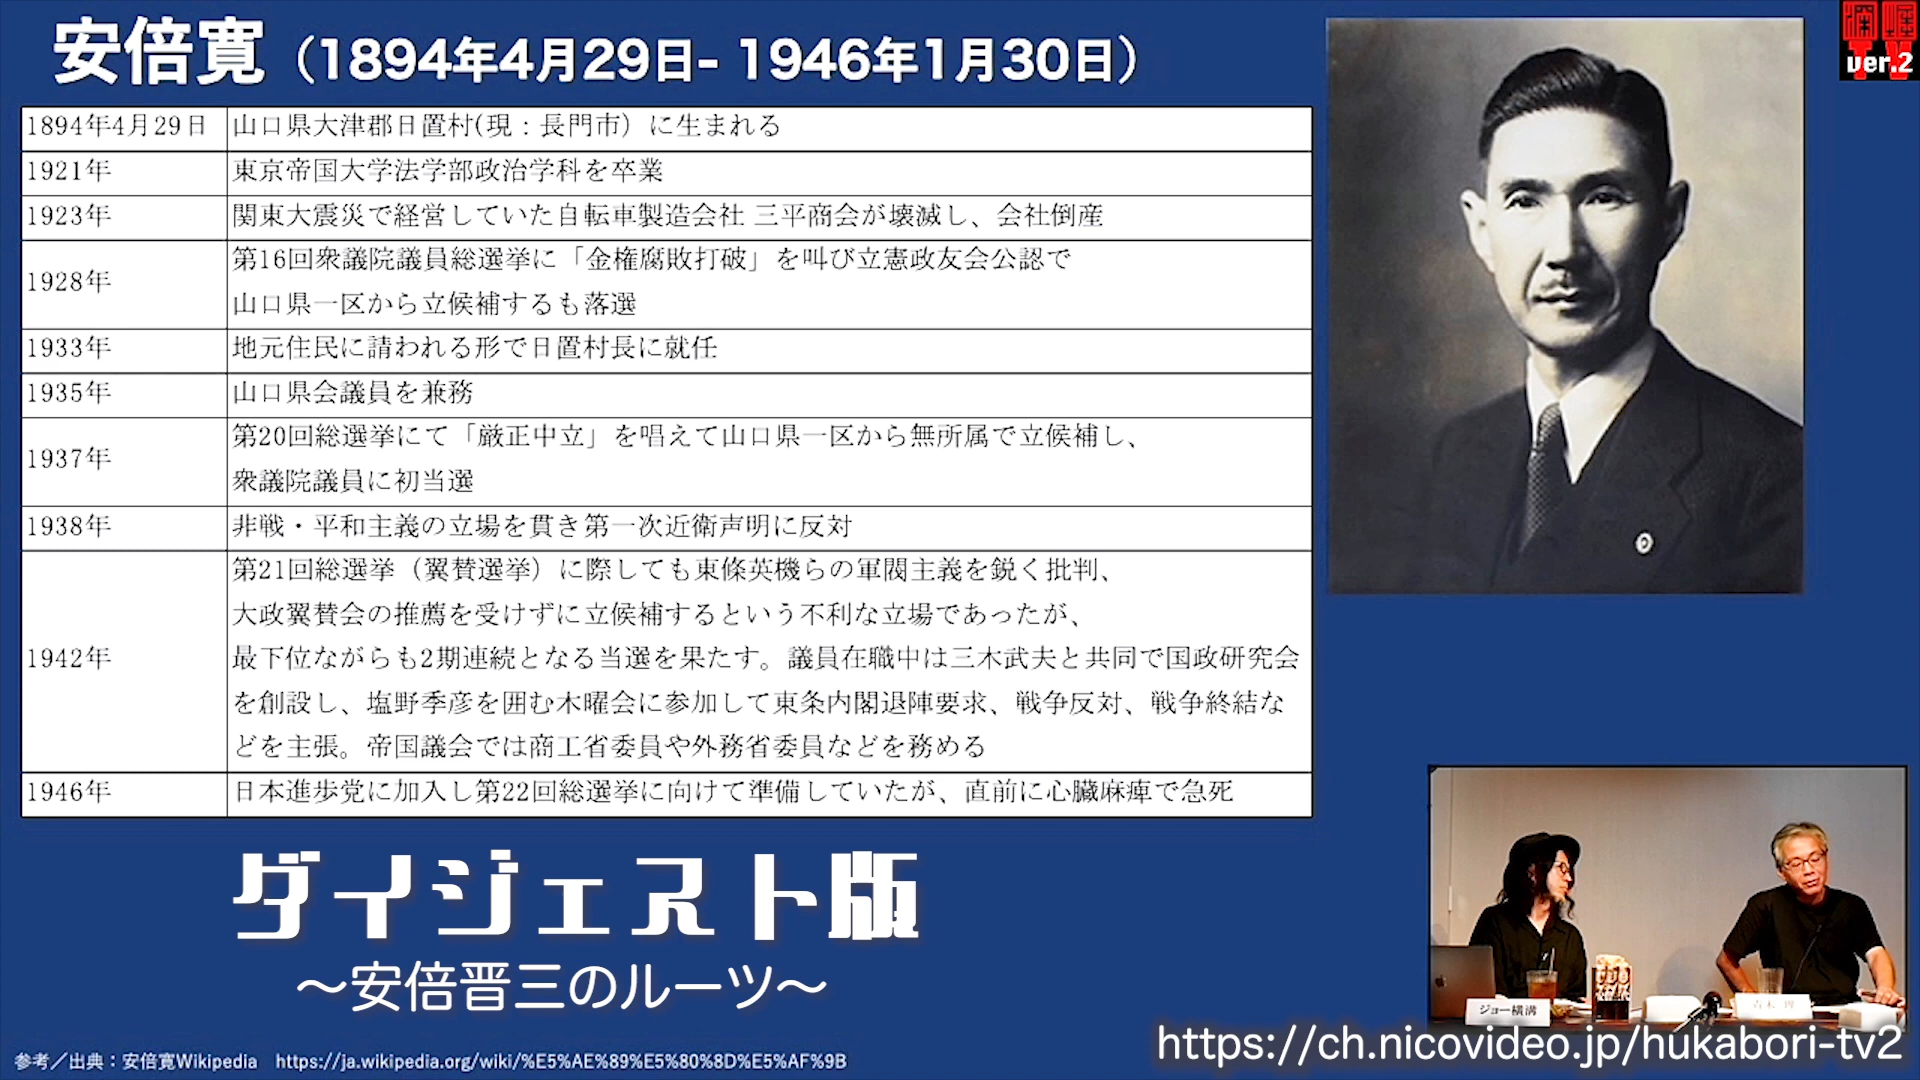 安倍寛（1894年4月29日- 1946年1月30日）
深掘TV
ver.2
1894年4月29日 山口県大津郡日置村(現：長門市）に生まれる
1921年 東京帝国大学法学部政治学科を卒業
1923年 関東大震災で経営していた自転車製造会社 三平商会が壊滅し、会社倒産
1928年 第16回衆議院議員総選挙に「金権腐敗打破」を叫び立憲政友会公認で
山口県一区から立候補するも落選
1933年 地元住民に請われる形で日置村長に就任
1935年 山口県会議員を兼務
1937年 第20回総選挙にて「厳正中立」を唱えて山口県一区から無所属で立候補し、
衆議院議員に初当選
1938年 非戦・平和主義の立場を貫き第一次近衛声明に反対
1942年 第21回総選挙（翼賛選挙）に際しても東條英機らの軍閥主義を鋭く批判、
大政翼賛会の推薦を受けずに立候補するという不利な立場であったが、
最下位ながらも2期連続となる当選を果たす。議員在職中は三木武夫と共同で国政研究会
を創設し、塩野季彦を囲む木曜会に参加して東条内閣退陣要求、戦争反対、戦争終結な
どを主張。帝国議会では商工省委員や外務省委員などを務める
1946年 日本進歩党に加入し第22回総選挙に向けて準備していたが、直前に心臓麻痺で急死
ダイジェスト版
～安倍晋三のルーツ～
ジョー横溝
青木 理
https://ch.nicovideo.jp/hukabori-tv2
参考／出典：安倍寛Wikipedia https://ja.wikipedia.org/wiki/%E5%AE%89%E5%80%8D%E5%AF%9B